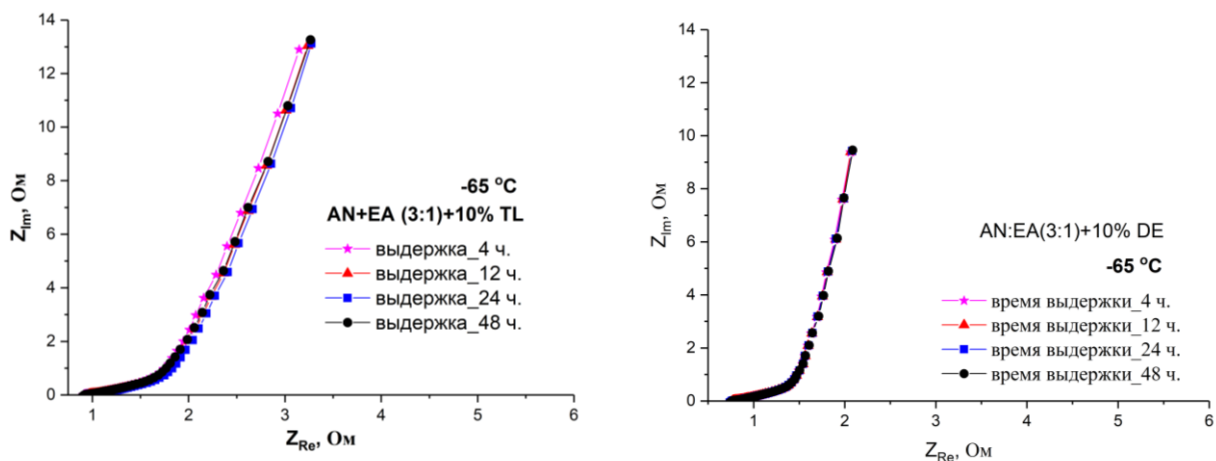 14
12
10
8
6
4
2
0
Z_Im, Ом
-65 °C
AN+EA (3:1)+10% TL
выдержка_4 ч.
выдержка_12 ч.
выдержка_24 ч.
выдержка_48 ч.
1 2 3 4 5 6
Z_Re, Ом
14
12
10
8
6
4
2
0
Z_Im, Ом
AN:EA(3:1)+10% DE
-65 °C
время выдержки_4 ч.
время выдержки_12 ч.
время выдержки_24 ч.
время выдержки_48 ч.
1 2 3 4 5 6
Z_Re, Ом